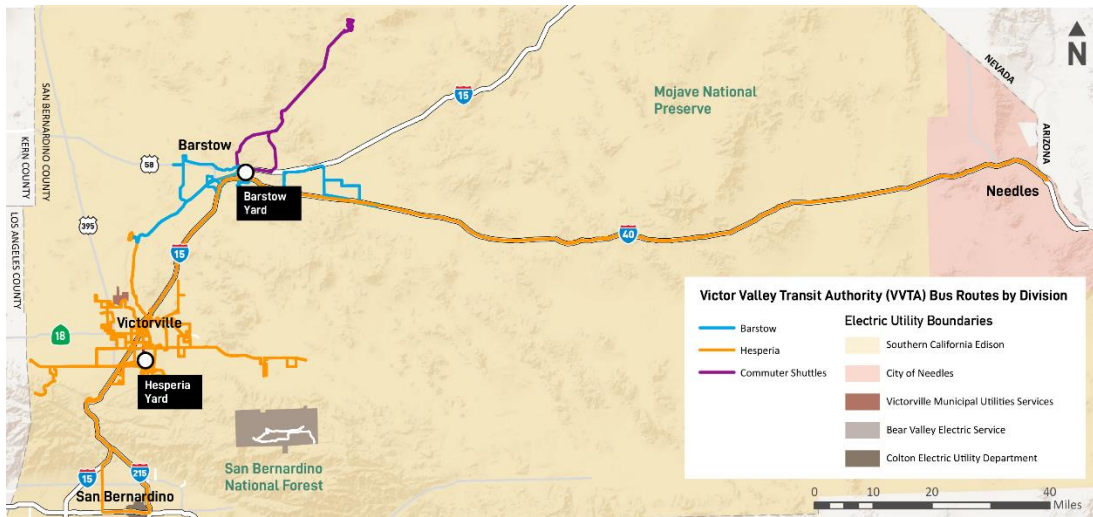 N
NEVADA
ARIZONA
SAN BERNARDINO COUNTY
KERN COUNTY
LOS ANGELES COUNTY
15
Mojave National
Preserve
Barstow
58
Barstow
Yard
Needles
395
15
40
Victorville
18
Hesperia
Yard
San Bernardino
National Forest
15
215
San Bernardino
Victor Valley Transit Authority (VVTA) Bus Routes by Division
Barstow
Hesperia
Commuter Shuttles
Electric Utility Boundaries
Southern California Edison
City of Needles
Victorville Municipal Utilities Services
Bear Valley Electric Service
Colton Electric Utility Department
0 10 20 40
Miles